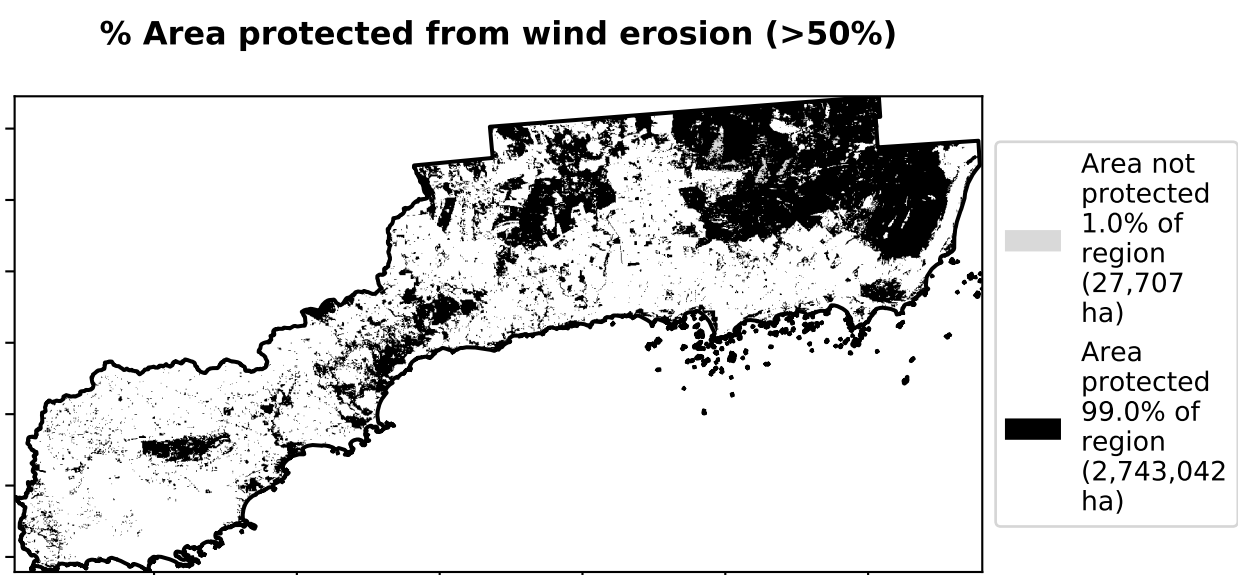 % Area protected from wind erosion (>50%)
Area not
protected
1.0% of
region
(27,707
ha)
Area
protected
99.0% of
region
(2,743,042
ha)